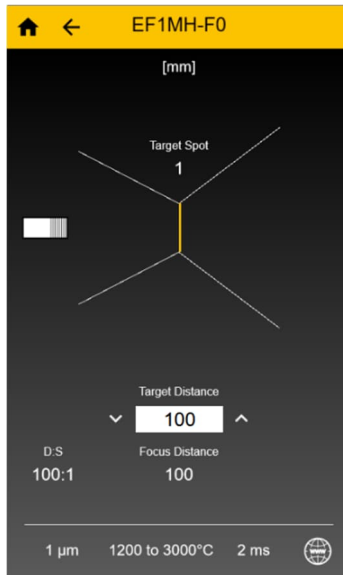 EF1MH-F0
[mm]
Target Spot
1
Target Distance
100
D:S Focus Distance
100:1 100
1 µm 1200 to 3000°C 2 ms
www